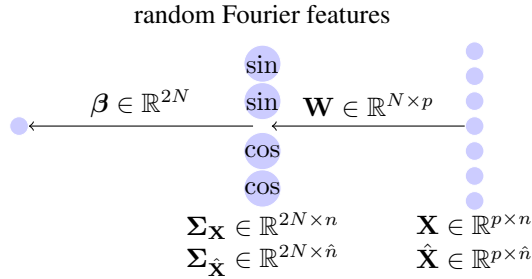 random Fourier features
sin
sin
β ∈ ℝ^{2N}
W ∈ ℝ^{N×p}
cos
cos
Σ_X ∈ ℝ^{2N×n}
X ∈ ℝ^{p×n}
Σ_X̂ ∈ ℝ^{2N×n̂}
X̂ ∈ ℝ^{p×n̂}